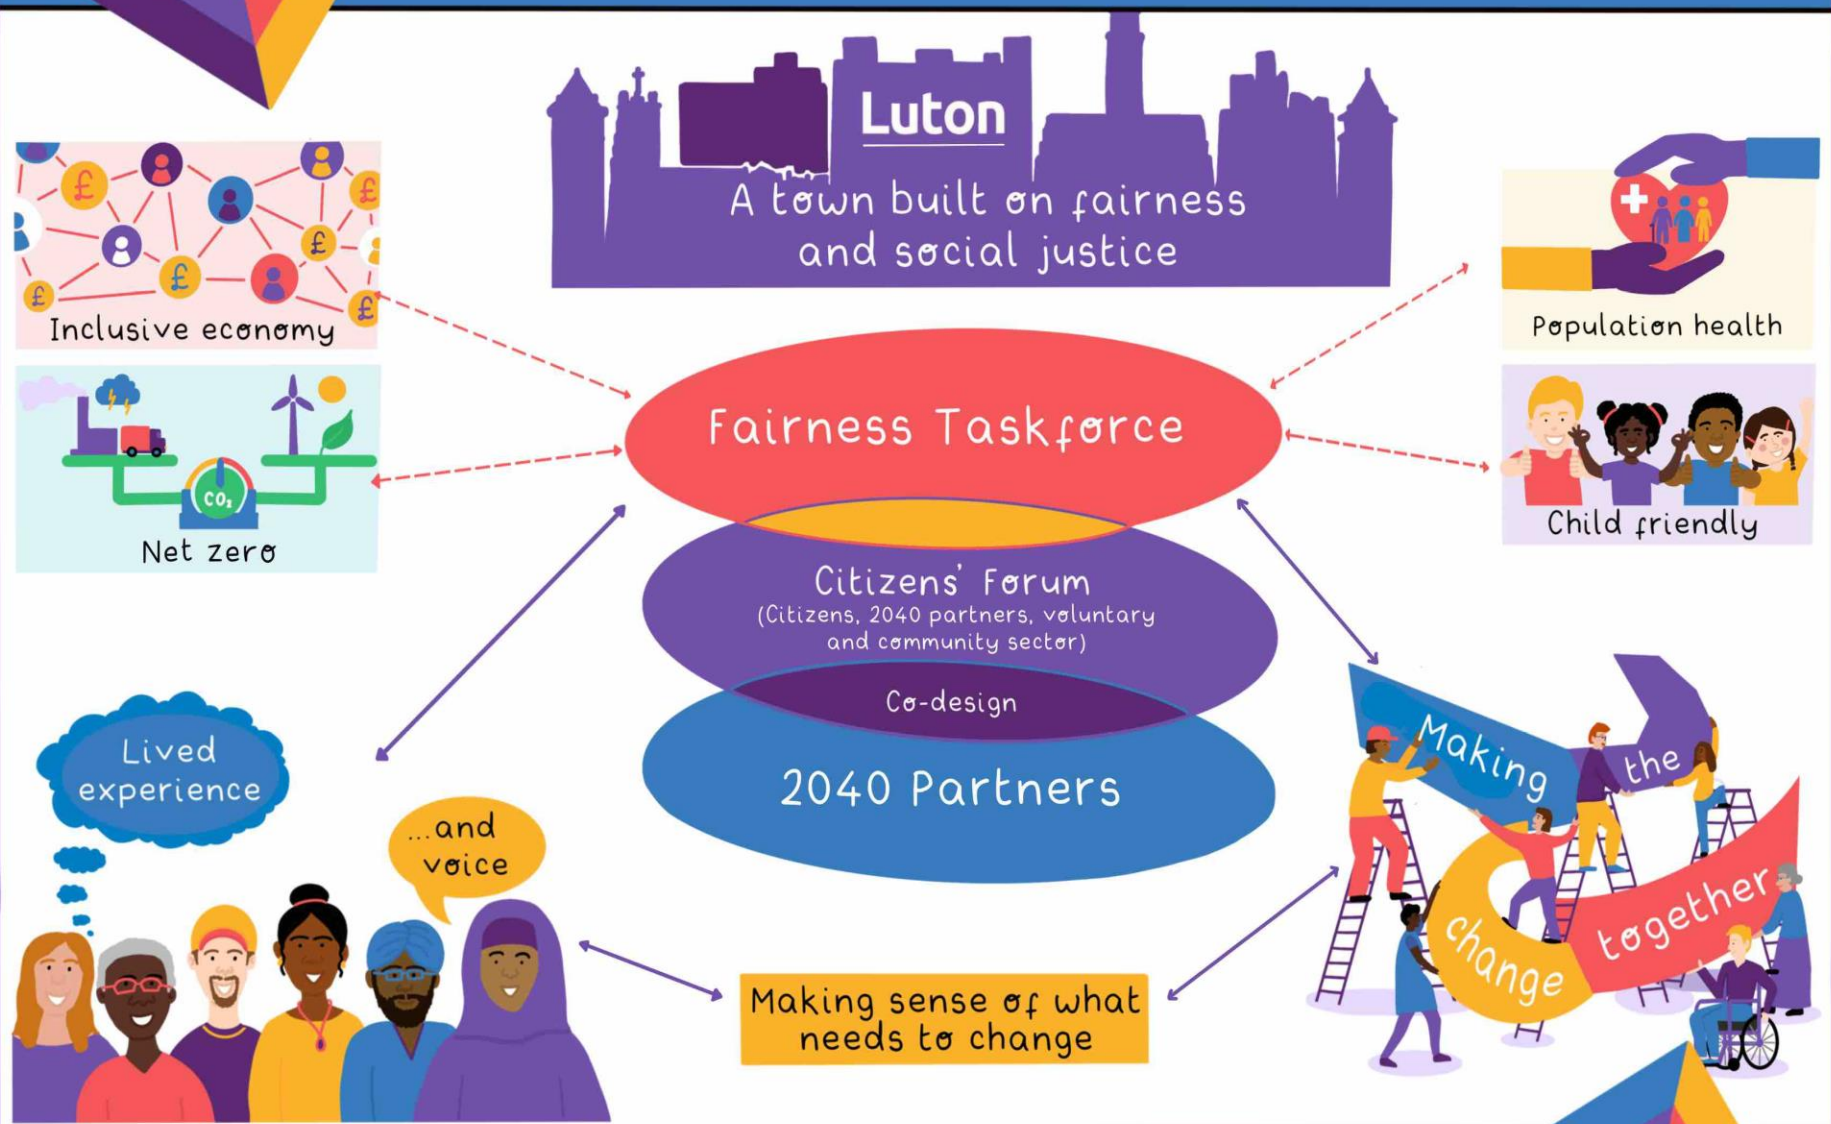 Luton
A town built on fairness
and social justice
£
£
£
£
£
£
Inclusive economy
CO₂
Net zero
Population health
Child friendly
Fairness Taskforce
Citizens' Forum
(Citizens, 2040 partners, voluntary
and community sector)
Co-design
2040 Partners
Lived
experience
...and
voice
Making sense of what
needs to change
Making
the
change
together